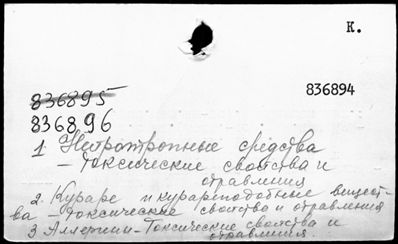 К.
836894
836895
836896
1 Нейротропные средства
- Токсические свойства и
отравления
2. Кураре и курареподобные вещест-
ва - Токсические свойства и отравления
3 Аллергин - Токсические свойства и
отравления.